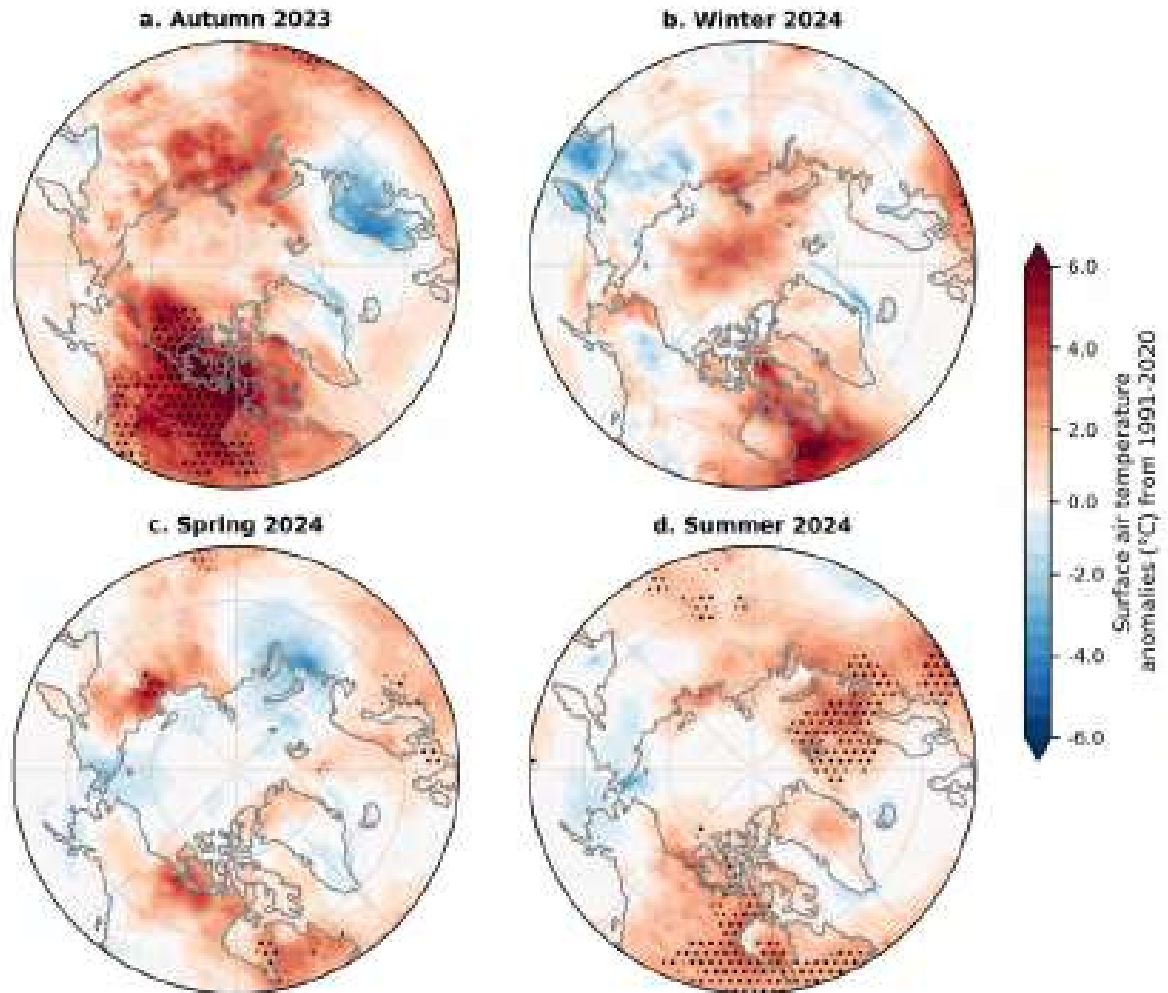 a. Autumn 2023
b. Winter 2024
c. Spring 2024
d. Summer 2024
6.0
4.0
2.0
0.0
-2.0
-4.0
-6.0
Surface air temperature
anomalies (°C) from 1991-2020